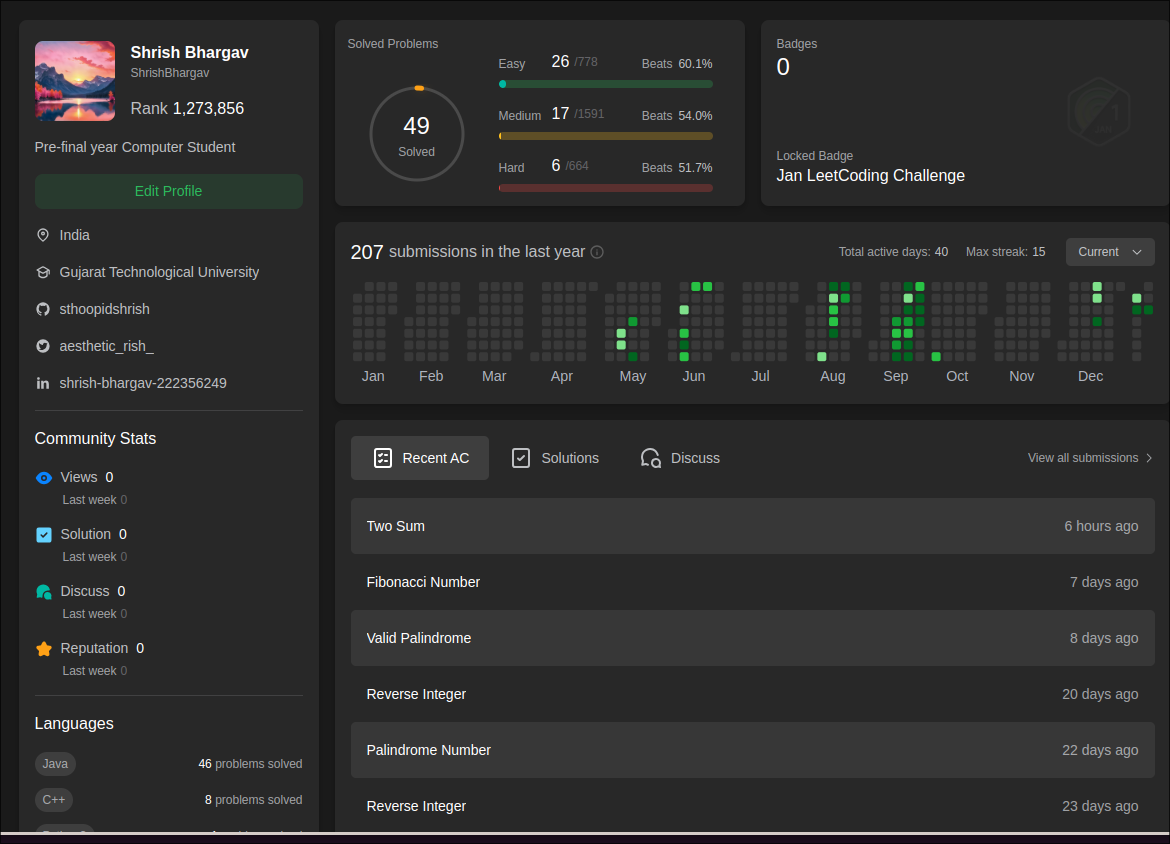 Shrish Bhargav
ShrishBhargav
Rank 1,273,856
Pre-final year Computer Student
Edit Profile
India
Gujarat Technological University
sthoopidshrish
aesthetic_rish_
shrish-bhargav-222356249
Community Stats
Views 0
Last week 0
Solution 0
Last week 0
Discuss 0
Last week 0
Reputation 0
Last week 0
Languages
Java 46 problems solved
C++ 8 problems solved
Solved Problems
49
Solved
Easy 26 /778 Beats 60.1%
Medium 17 /1591 Beats 54.0%
Hard 6 /664 Beats 51.7%
Badges
0
Locked Badge
Jan LeetCoding Challenge
207 submissions in the last year
Total active days: 40 Max streak: 15 Current
Jan Feb Mar Apr May Jun Jul Aug Sep Oct Nov Dec
Recent AC Solutions Discuss View all submissions
Two Sum 6 hours ago
Fibonacci Number 7 days ago
Valid Palindrome 8 days ago
Reverse Integer 20 days ago
Palindrome Number 22 days ago
Reverse Integer 23 days ago